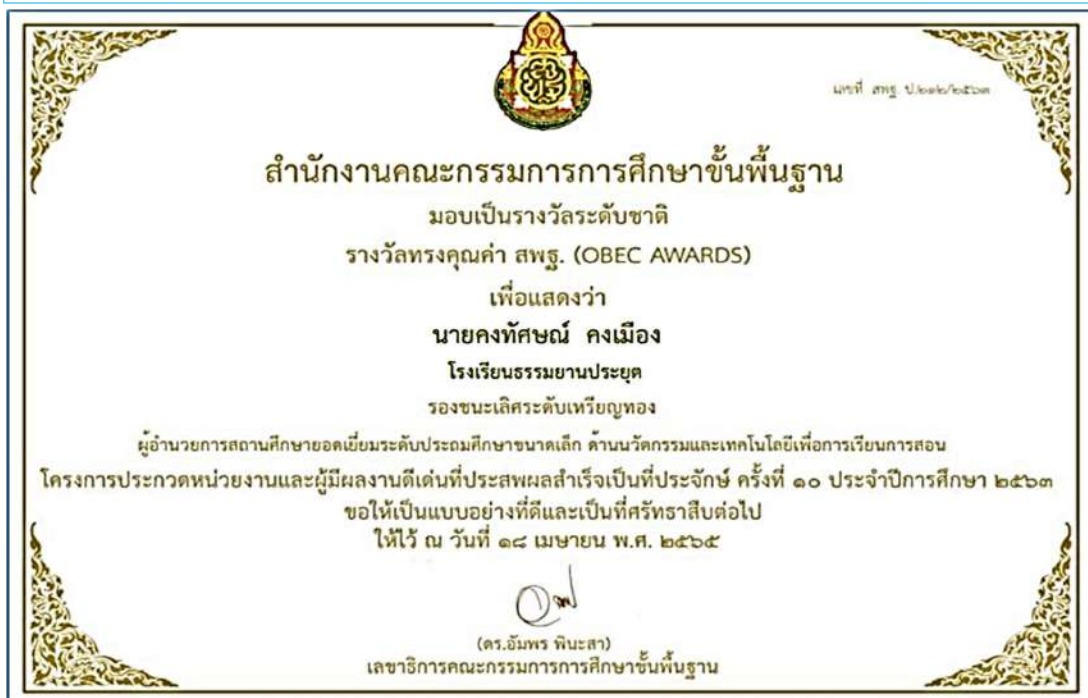 เลขที่ สพฐ. ป.๒๑๒/๒๕๖๓
สำนักงานคณะกรรมการการศึกษาขั้นพื้นฐาน
มอบเป็นรางวัลระดับชาติ
รางวัลทรงคุณค่า สพฐ. (OBEC AWARDS)
เพื่อแสดงว่า
นายคงทัศษณ์ คงเมือง
โรงเรียนธรรมยานประยุต
รองชนะเลิศระดับเหรียญทอง
ผู้อำนวยการสถานศึกษายอดเยี่ยมระดับประถมศึกษาขนาดเล็ก ด้านนวัตกรรมและเทคโนโลยีเพื่อการเรียนการสอน
โครงการประกวดหน่วยงานและผู้มีผลงานดีเด่นที่ประสพผลสำเร็จเป็นที่ประจักษ์ ครั้งที่ ๑๐ ประจำปีการศึกษา ๒๕๖๓
ขอให้เป็นแบบอย่างที่ดีและเป็นที่ศรัทธาสืบต่อไป
ให้ไว้ ณ วันที่ ๑๘ เมษายน พ.ศ. ๒๕๖๕
(ดร.อัมพร พินะสา)
เลขาธิการคณะกรรมการการศึกษาขั้นพื้นฐาน